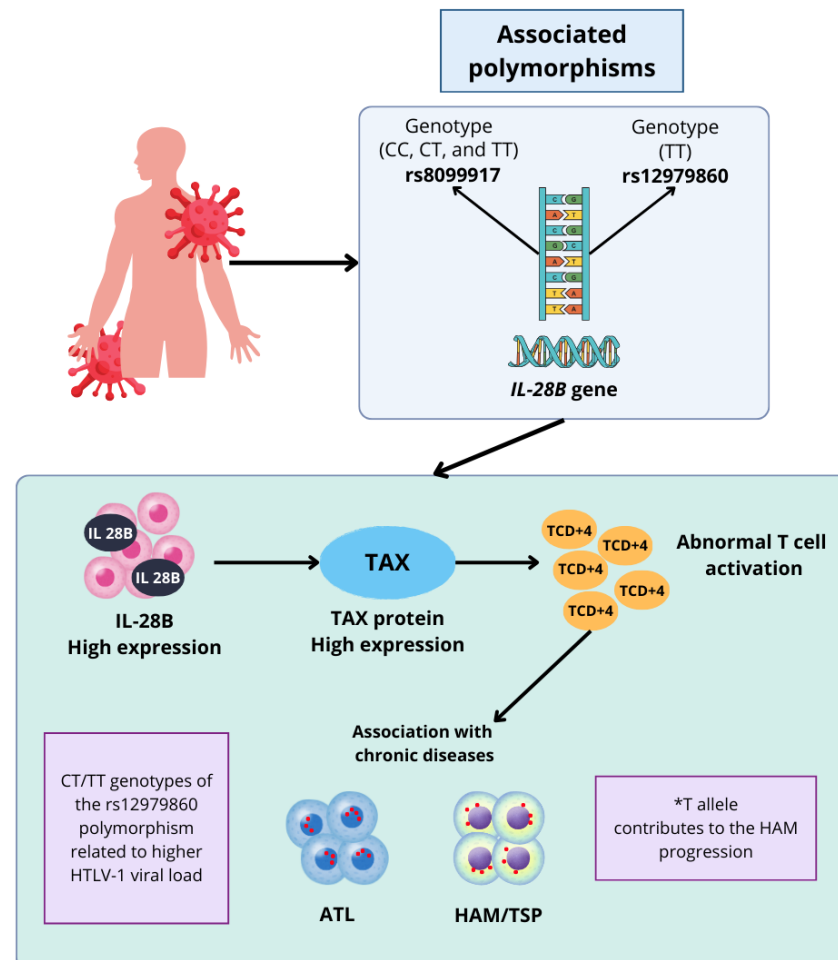 Associated
polymorphisms
Genotype
(CC, CT, and TT)
rs8099917
Genotype
(TT)
rs12979860
C G
A T
C G
G C
A T
C G
T A
T A
IL-28B gene
IL 28B
IL 28B
IL-28B
High expression
TAX
TAX protein
High expression
TCD+4
TCD+4
TCD+4
TCD+4
TCD+4
Abnormal T cell
activation
Association with
chronic diseases
CT/TT genotypes of
the rs12979860
polymorphism
related to higher
HTLV-1 viral load
ATL
HAM/TSP
*T allele
contributes to the HAM
progression